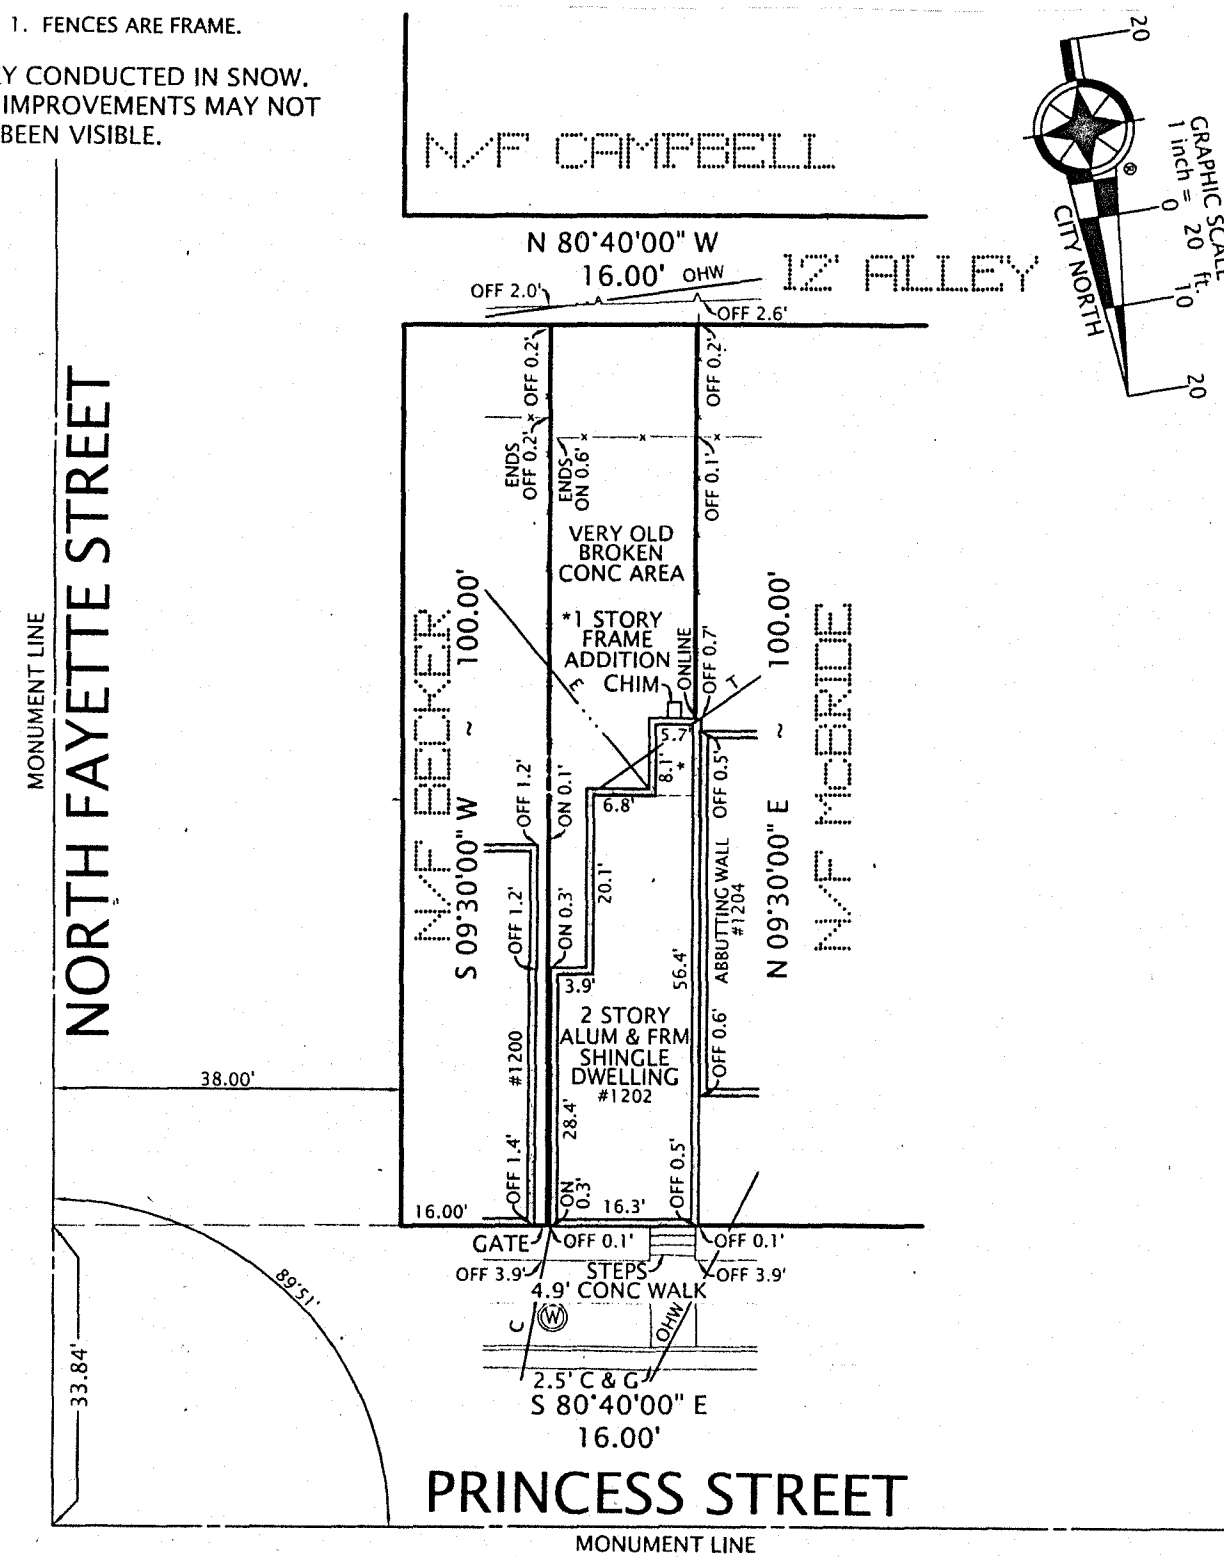 1. FENCES ARE FRAME.
Y CONDUCTED IN SNOW.
IMPROVEMENTS MAY NOT
BEEN VISIBLE.
N/F CAMPBELL
20
GRAPHIC SCALE
1 inch = 20 ft.
0
10
20
®
CITY NORTH
N 80°40'00" W
16.00'
OHW
12' ALLEY
OFF 2.0'
OFF 2.6'
OFF 0.2'
OFF 0.2'
x
x x x
ENDS
OFF 0.2'
ENDS
ON 0.6'
OFF 0.1'
NORTH FAYETTE STREET
MONUMENT LINE
VERY OLD
BROKEN
CONC AREA
*1 STORY
FRAME
ADDITION
CHIM
ONLINE
OFF 0.7'
E
T
N/F BECKER
S 09°30'00" W ~ 100.00'
N 09°30'00" E ~ 100.00'
N/F MCBRIDE
5.7'
8.1'
*
6.8'
OFF 0.5'
OFF 1.2'
ON 0.1'
20.1'
ABBUTTING WALL
#1204
OFF 1.2'
ON 0.3'
3.9'
56.4'
2 STORY
ALUM & FRM
SHINGLE
DWELLING
#1202
OFF 0.6'
#1200
38.00'
28.4'
OFF 1.4'
ON
0.3'
16.3'
OFF 0.5'
16.00'
GATE
OFF 0.1'
OFF 0.1'
OFF 3.9'
STEPS
OFF 3.9'
4.9' CONC WALK
89.51'
C
W
OHW
33.84'
2.5' C & G
S 80°40'00" E
16.00'
PRINCESS STREET
MONUMENT LINE